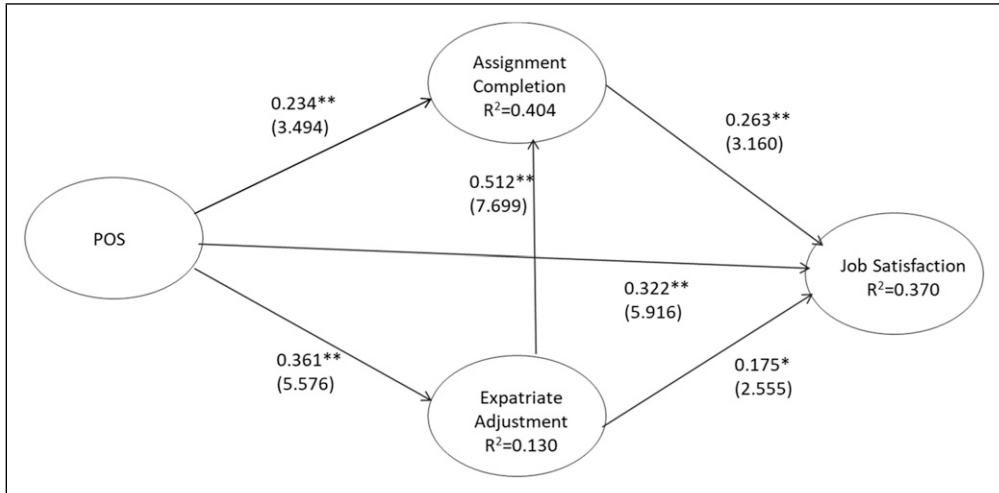 Assignment
Completion
R²=0.404
0.234**
(3.494)
0.263**
(3.160)
0.512**
(7.699)
POS
Job Satisfaction
R²=0.370
0.322**
(5.916)
0.361**
(5.576)
0.175*
(2.555)
Expatriate
Adjustment
R²=0.130